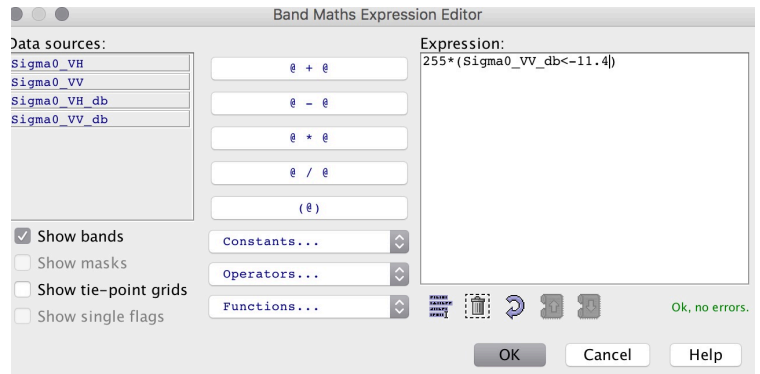 Band Maths Expression Editor
Data sources:
Expression:
Sigma0_VH
Sigma0_VV
Sigma0_VH_db
Sigma0_VV_db
@ + @
@ - @
@ * @
@ / @
(@)
Constants...
Operators...
Functions...
255*(Sigma0_VV_db<-11.4)
Show bands
Show masks
Show tie-point grids
Show single flags
Ok, no errors.
OK
Cancel
Help